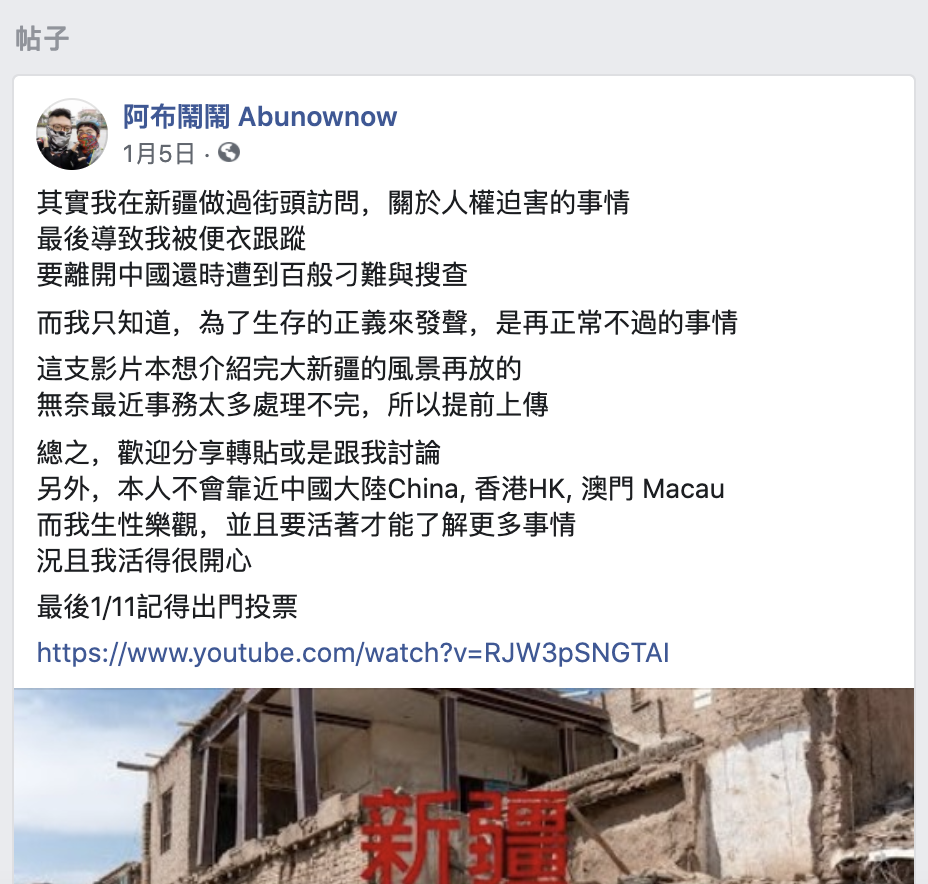 帖子
阿布鬧鬧 Abunownow
1月5日 ·
其實我在新疆做過街頭訪問，關於人權迫害的事情
最後導致我被便衣跟蹤
要離開中國還時遭到百般刁難與搜查
而我只知道，為了生存的正義來發聲，是再正常不過的事情
這支影片本想介紹完大新疆的風景再放的
無奈最近事務太多處理不完，所以提前上傳
總之，歡迎分享轉貼或是跟我討論
另外，本人不會靠近中國大陸China, 香港HK, 澳門 Macau
而我生性樂觀，並且要活著才能了解更多事情
況且我活得很開心
最後1/11記得出門投票
https://www.youtube.com/watch?v=RJW3pSNGTAI
新疆